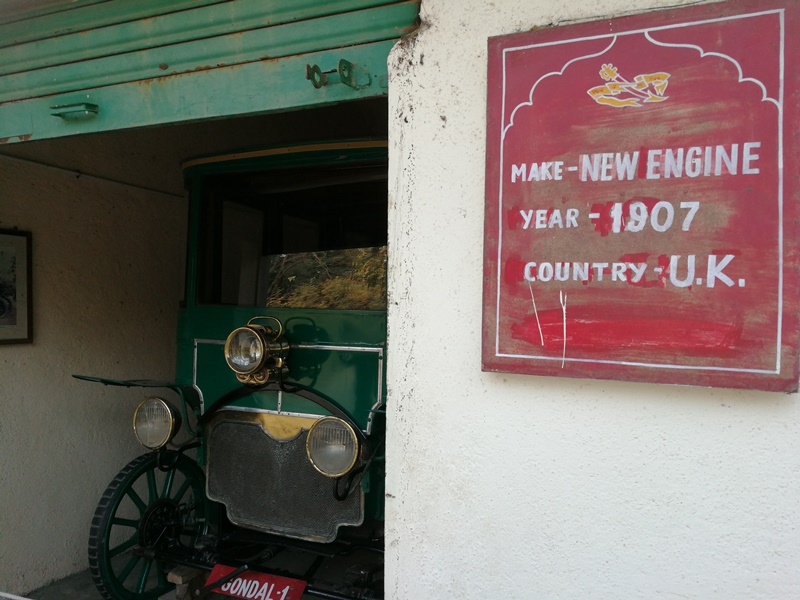 MAKE-NEW ENGINE
YEAR - 1907
COUNTRY-U.K.
GONDAL-1